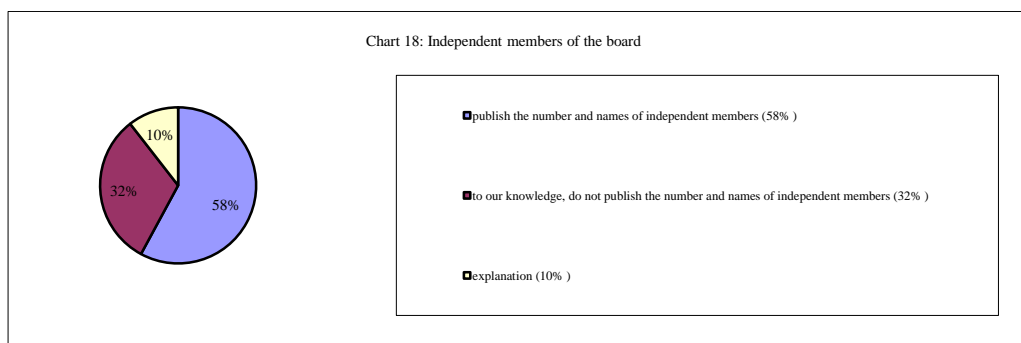 Chart 18: Independent members of the board
10%
32%
58%
publish the number and names of independent members (58% )
to our knowledge, do not publish the number and names of independent members (32% )
explanation (10% )